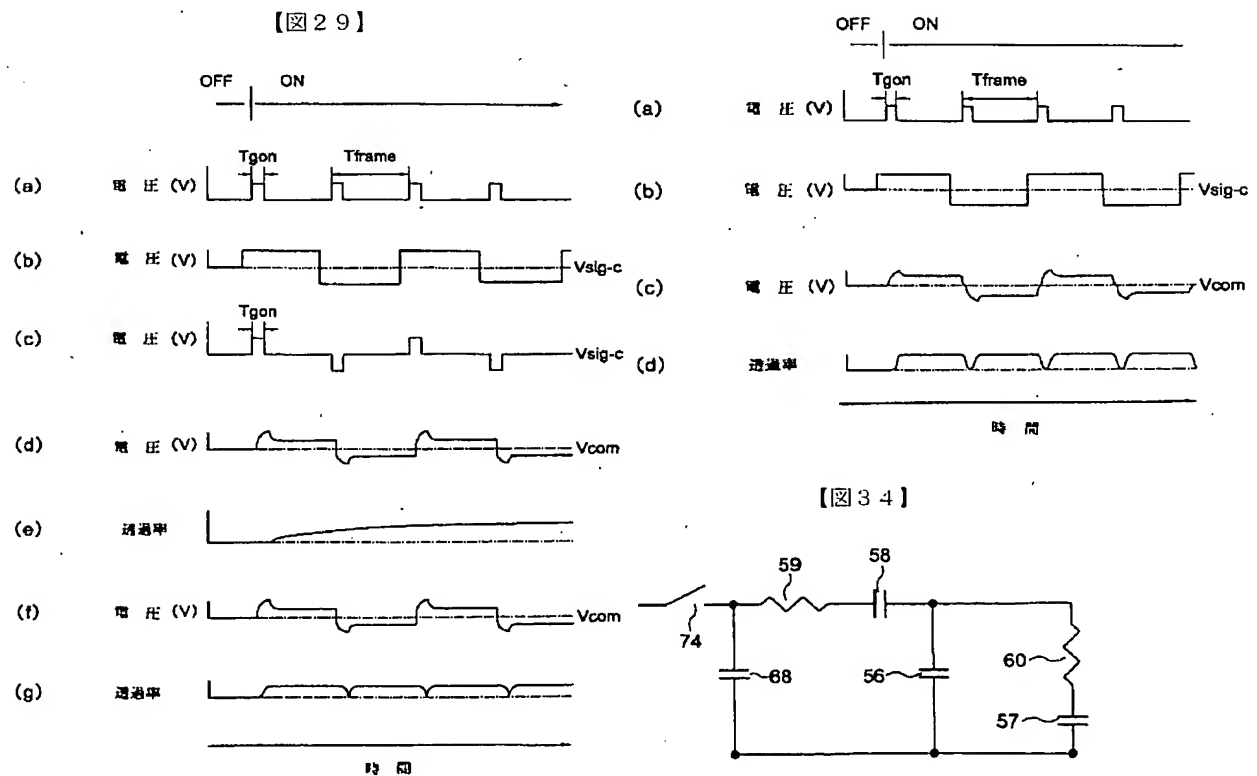 【図29】
OFF ON
Tgon Tframe
(a) 電 圧 (V)
(b) 電 圧 (V) Vsig-c
Tgon
(c) 電 圧 (V) Vsig-c
(d) 電 圧 (V) Vcom
(e) 透過率
(f) 電 圧 (V) Vcom
(g) 透過率
時 間
OFF ON
Tgon Tframe
(a) 電 圧 (V)
(b) 電 圧 (V) Vsig-c
(c) 電 圧 (V) Vcom
(d) 透過率
時 間
【図34】
59
58
74
68
56
60
57